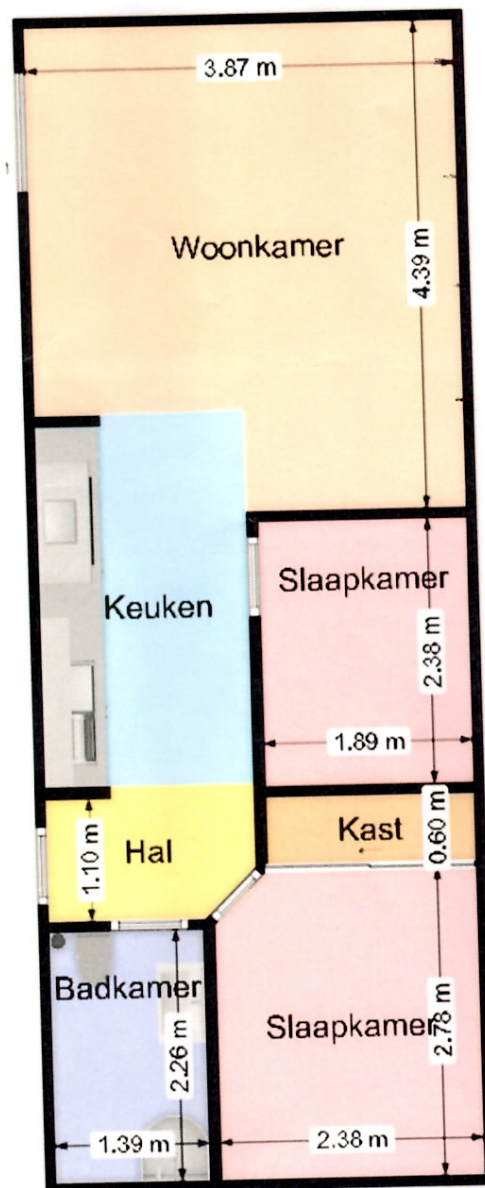 3.87 m
Woonkamer
4.39 m
Keuken
Slaapkamer
2.38 m
1.89 m
Hal
1.10 m
Kast
0.60 m
Badkamer
2.26 m
Slaapkamer
2.78 m
1.39 m
2.38 m